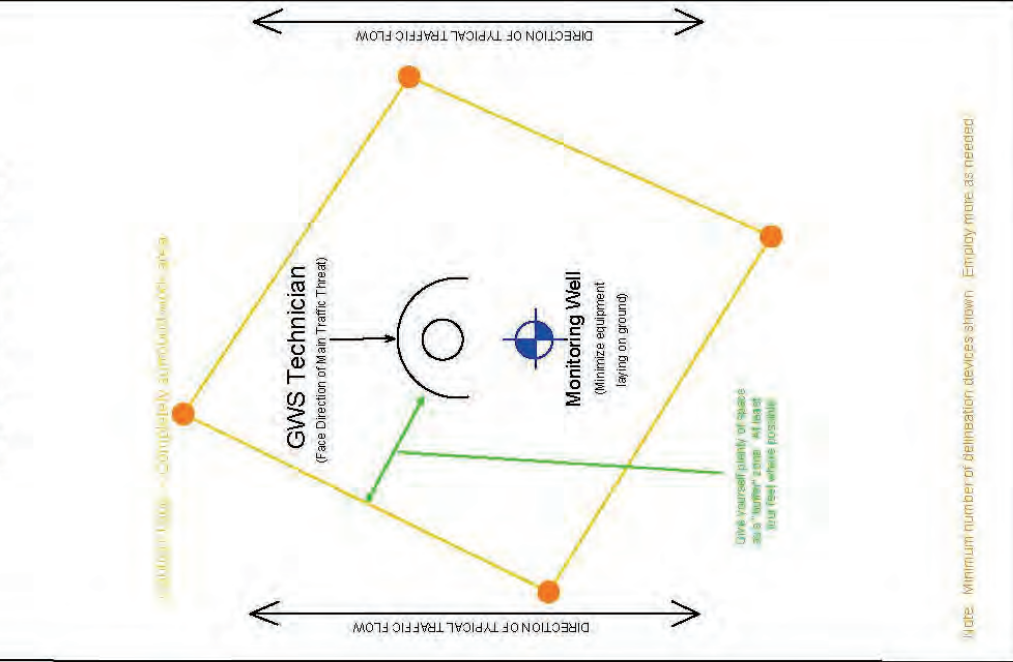 Caution Tape - Completely surround work area
DIRECTION OF TYPICAL TRAFFIC FLOW
GWS Technician
(Face Direction of Main Traffic Threat)
Monitoring Well
(Minimize equipment
laying on ground)
Give yourself plenty of space
as a "buffer" zone. At least
four feet where possible
DIRECTION OF TYPICAL TRAFFIC FLOW
Note: Minimum number of delineation devices shown. Employ more as needed.